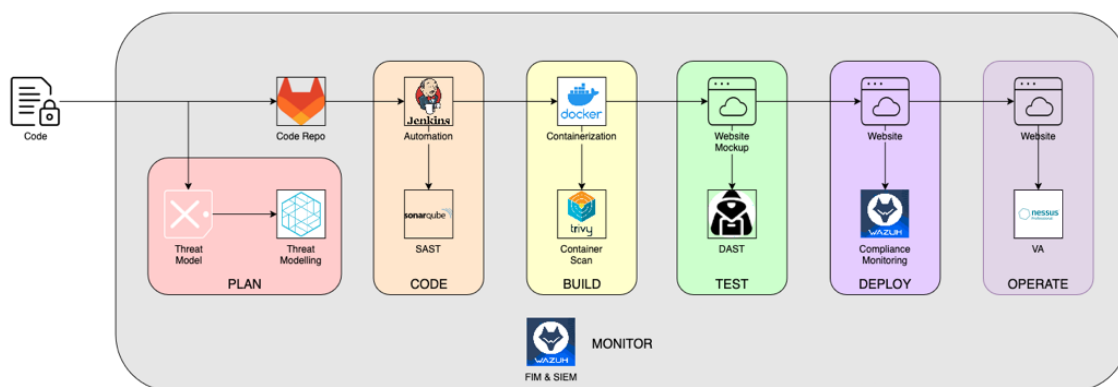 Code
Code Repo
Jenkins
Automation
docker
Containerization
Website
Mockup
Website
Website
Threat
Model
Threat
Modelling
PLAN
sonarqube
SAST
CODE
trivy
Container
Scan
BUILD
DAST
TEST
WAZUH
Compliance
Monitoring
DEPLOY
nessus
Professional
VA
OPERATE
WAZUH
FIM & SIEM
MONITOR